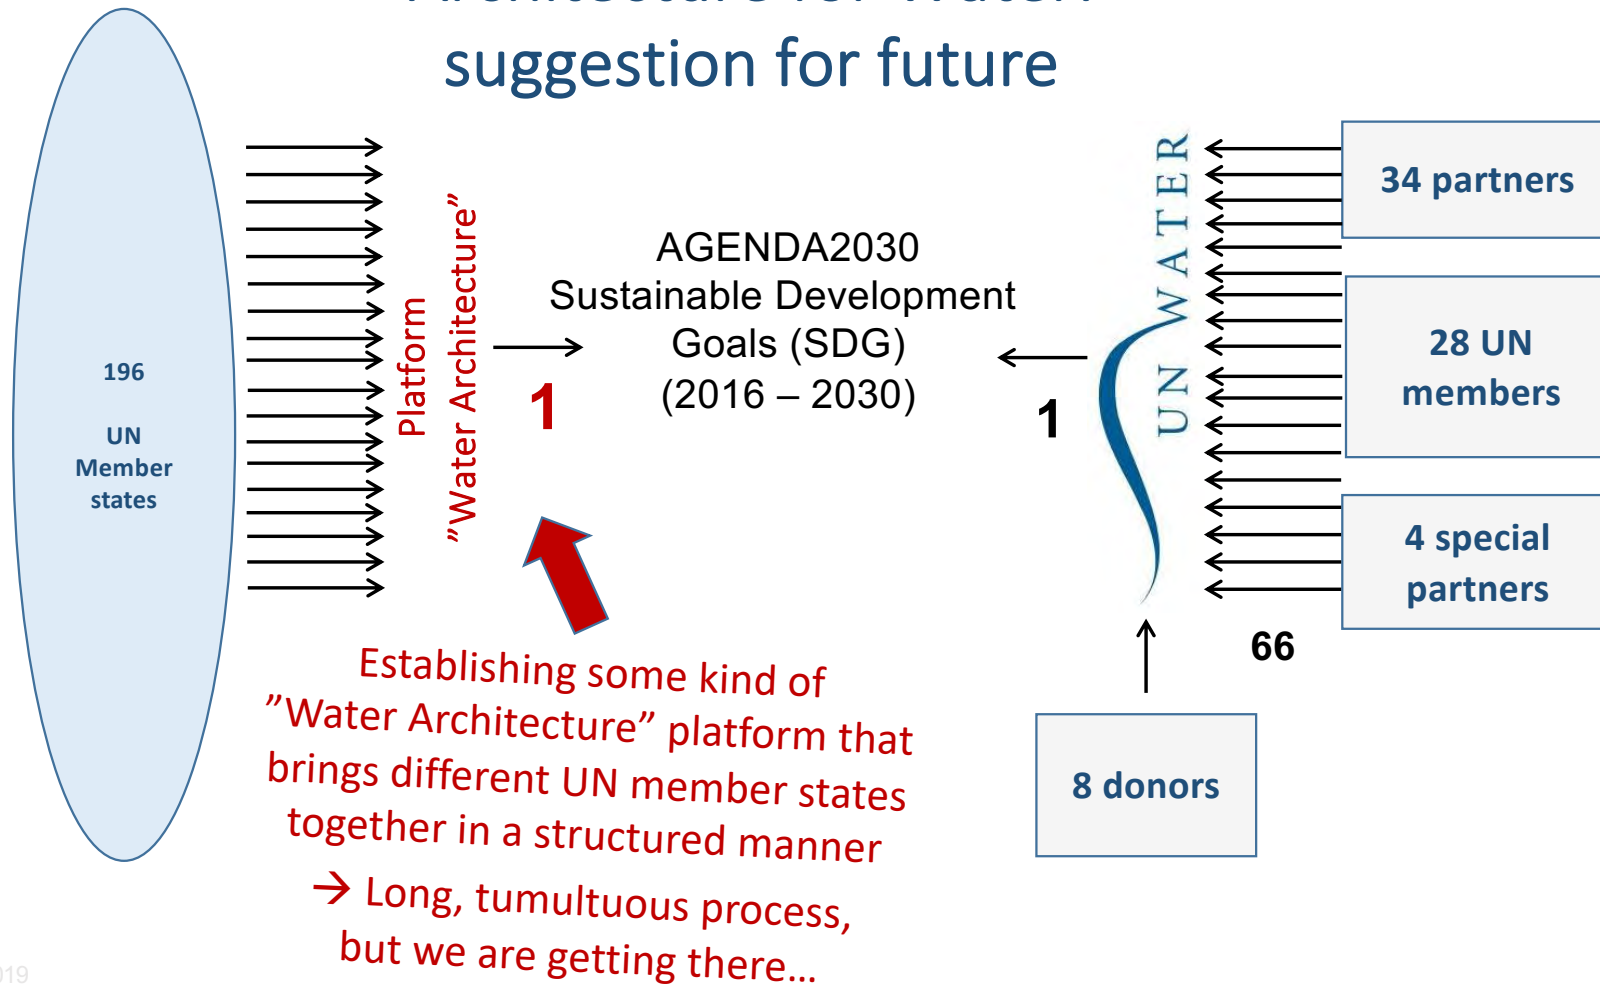 suggestion for future
196
UN
Member
states
Platform
”Water Architecture”
1
AGENDA2030
Sustainable Development
Goals (SDG)
(2016 – 2030)
1
UN WATER
34 partners
28 UN
members
4 special
partners
66
8 donors
Establishing some kind of
”Water Architecture” platform that
brings different UN member states
together in a structured manner
→ Long, tumultuous process,
but we are getting there...
019